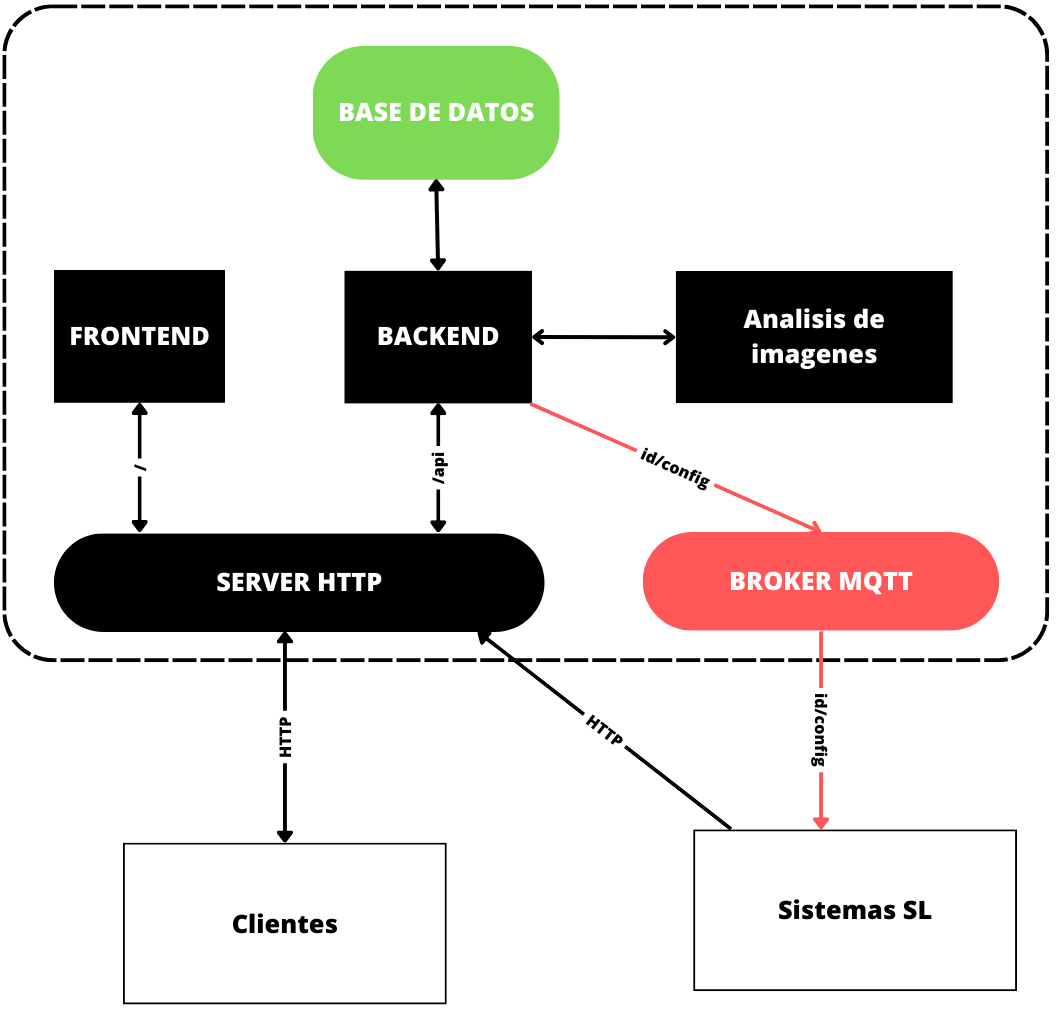 BASE DE DATOS
FRONTEND
BACKEND
Analisis de
imagenes
/
/api
id/config
SERVER HTTP
BROKER MQTT
HTTP
HTTP
id/config
Clientes
Sistemas SL